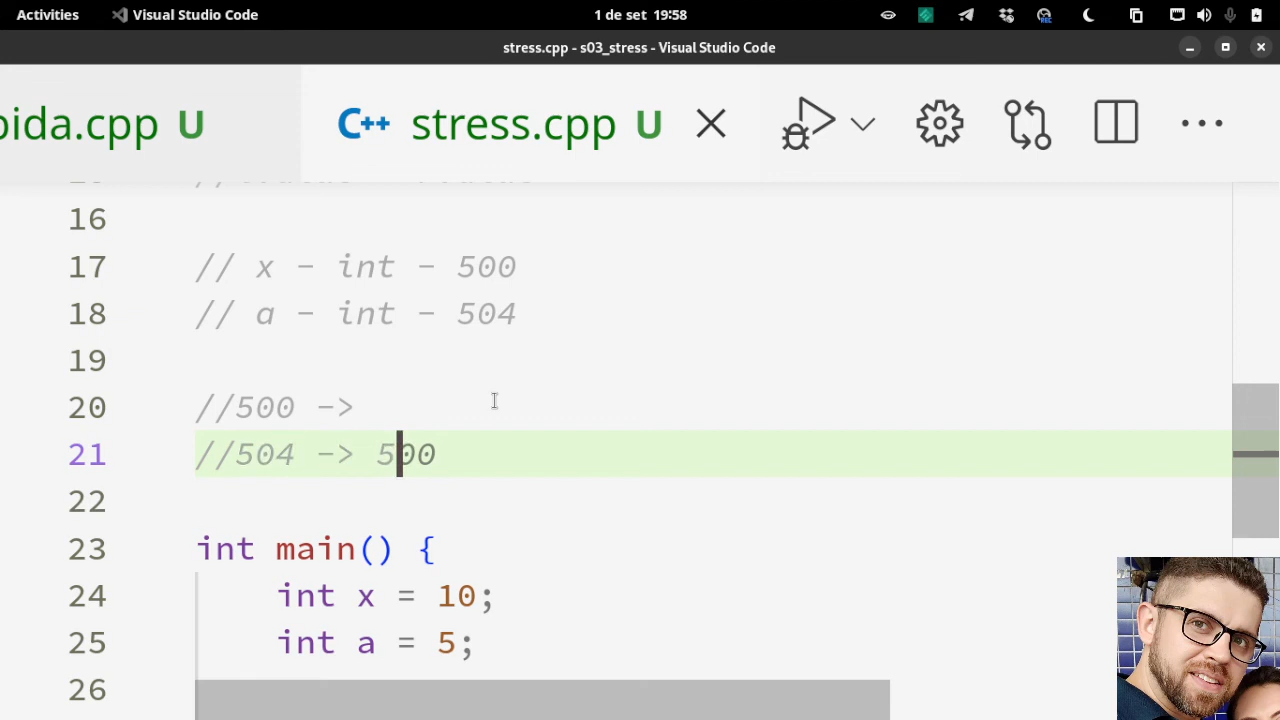 Activities Visual Studio Code 1 de set 19:58
stress.cpp - s03_stress - Visual Studio Code
bida.cpp U C++ stress.cpp U
16
17 // x - int - 500
18 // a - int - 504
19
20 //500 ->
21 //504 -> 500
22
23 int main() {
24 int x = 10;
25 int a = 5;
26